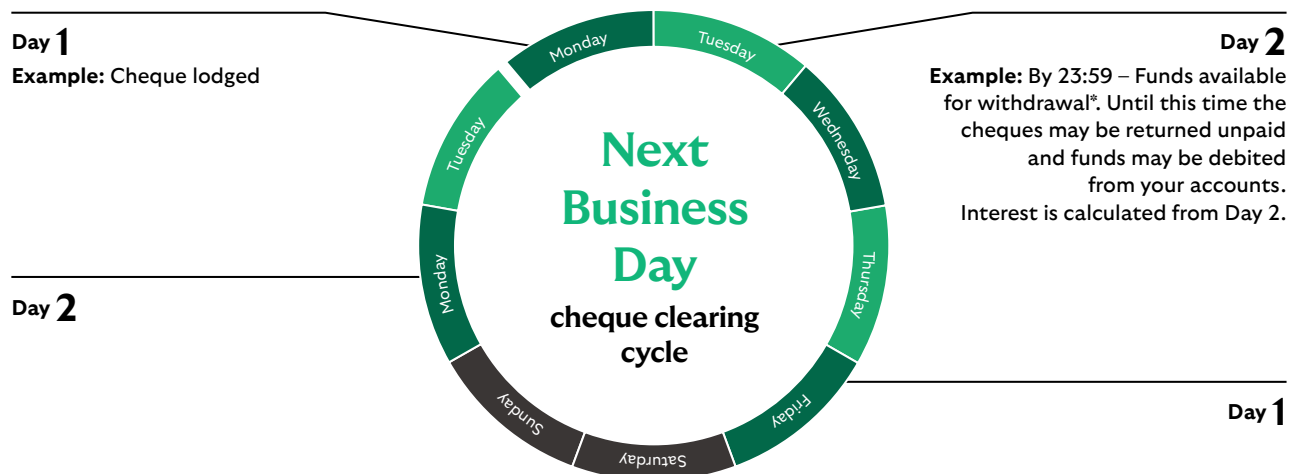 Day 1
Example: Cheque lodged
Monday
Tuesday
Day 2
Example: By 23:59 – Funds available
for withdrawal*. Until this time the
cheques may be returned unpaid
and funds may be debited
from your accounts.
Interest is calculated from Day 2.
Wednesday
Thursday
Friday
Day 1
Saturday
Sunday
Monday
Day 2
Tuesday
Next
Business
Day
cheque clearing
cycle